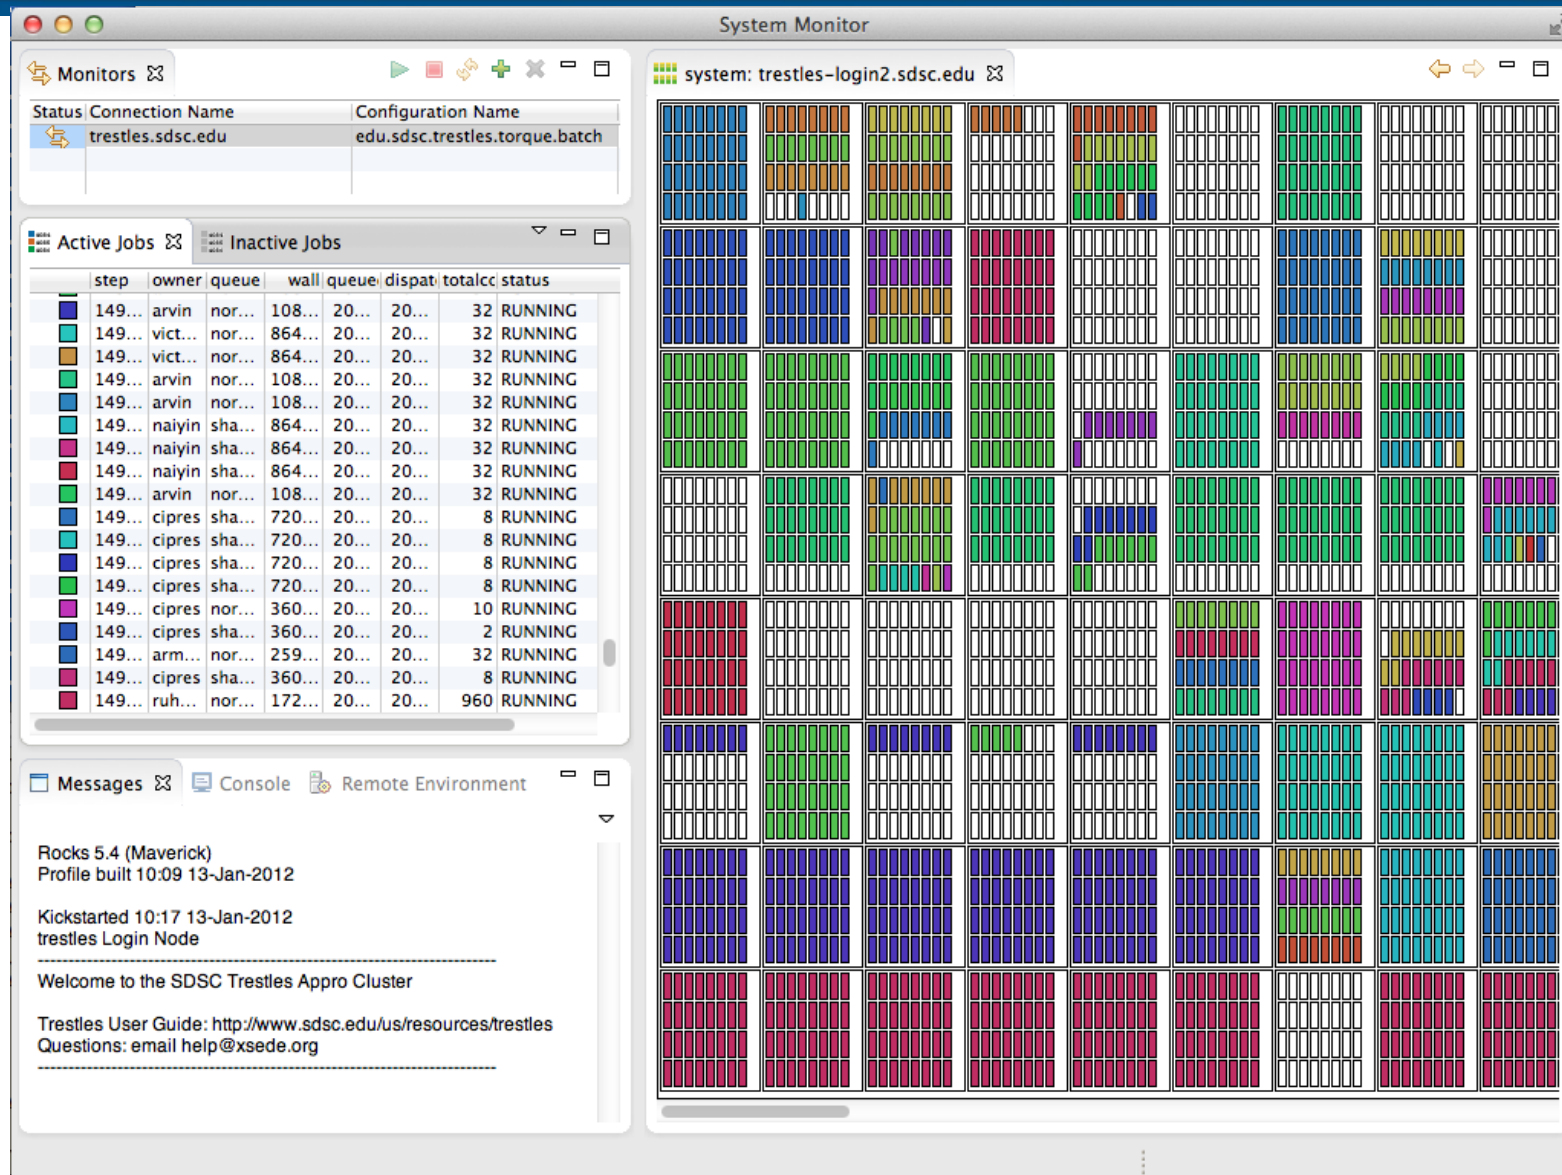 System Monitor
Monitors
Status Connection Name Configuration Name
trestles.sdsc.edu edu.sdsc.trestles.torque.batch
Active Jobs Inactive Jobs
step owner queue wall queue dispat totalcc status
149... arvin nor... 108... 20... 20... 32 RUNNING
149... vict... nor... 864... 20... 20... 32 RUNNING
149... vict... nor... 864... 20... 20... 32 RUNNING
149... arvin nor... 108... 20... 20... 32 RUNNING
149... arvin nor... 108... 20... 20... 32 RUNNING
149... naiyin sha... 864... 20... 20... 32 RUNNING
149... naiyin sha... 864... 20... 20... 32 RUNNING
149... naiyin sha... 864... 20... 20... 32 RUNNING
149... arvin nor... 108... 20... 20... 32 RUNNING
149... cipres sha... 720... 20... 20... 8 RUNNING
149... cipres sha... 720... 20... 20... 8 RUNNING
149... cipres sha... 720... 20... 20... 8 RUNNING
149... cipres sha... 720... 20... 20... 8 RUNNING
149... cipres nor... 360... 20... 20... 10 RUNNING
149... cipres sha... 360... 20... 20... 2 RUNNING
149... arm... nor... 259... 20... 20... 32 RUNNING
149... cipres sha... 360... 20... 20... 8 RUNNING
149... ruh... nor... 172... 20... 20... 960 RUNNING
Messages Console Remote Environment
Rocks 5.4 (Maverick)
Profile built 10:09 13-Jan-2012
Kickstarted 10:17 13-Jan-2012
trestles Login Node
Welcome to the SDSC Trestles Appro Cluster
Trestles User Guide: http://www.sdsc.edu/us/resources/trestles
Questions: email help@xsede.org
system: trestles-login2.sdsc.edu